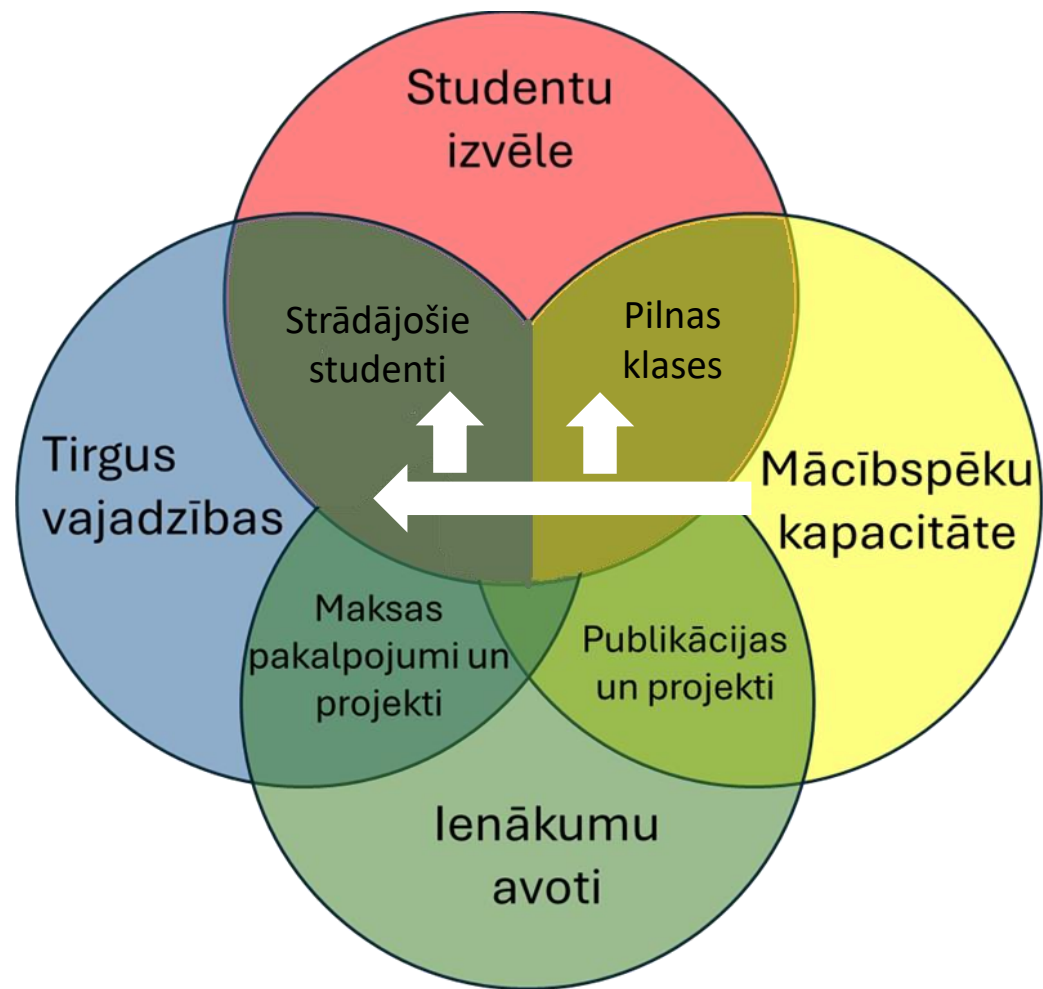 Studentu
izvēle
Strādājošie
studenti
Pilnas
klases
Tirgus
vajadzības
Mācībspēku
kapacitāte
Maksas
pakalpojumi un
projekti
Publikācijas
un projekti
Ienākumu
avoti